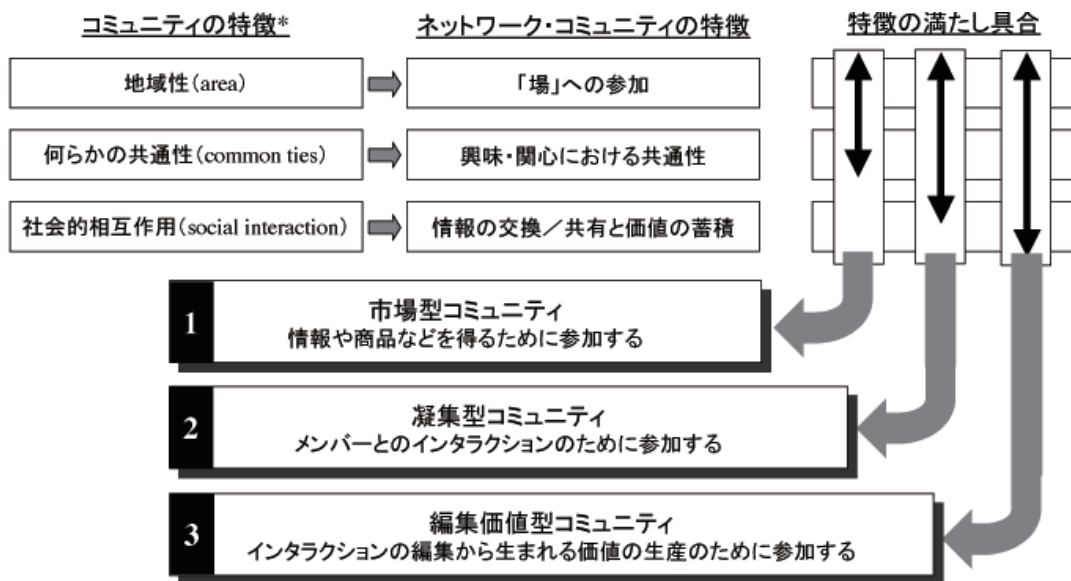 コミュニティの特徴*
ネットワーク・コミュニティの特徴
特徴の満たし具合
地域性(area)
「場」への参加
何らかの共通性(common ties)
興味・関心における共通性
社会的相互作用(social interaction)
情報の交換／共有と価値の蓄積
1
市場型コミュニティ
情報や商品などを得るために参加する
2
凝集型コミュニティ
メンバーとのインタラクションのために参加する
3
編集価値型コミュニティ
インタラクションの編集から生まれる価値の生産のために参加する